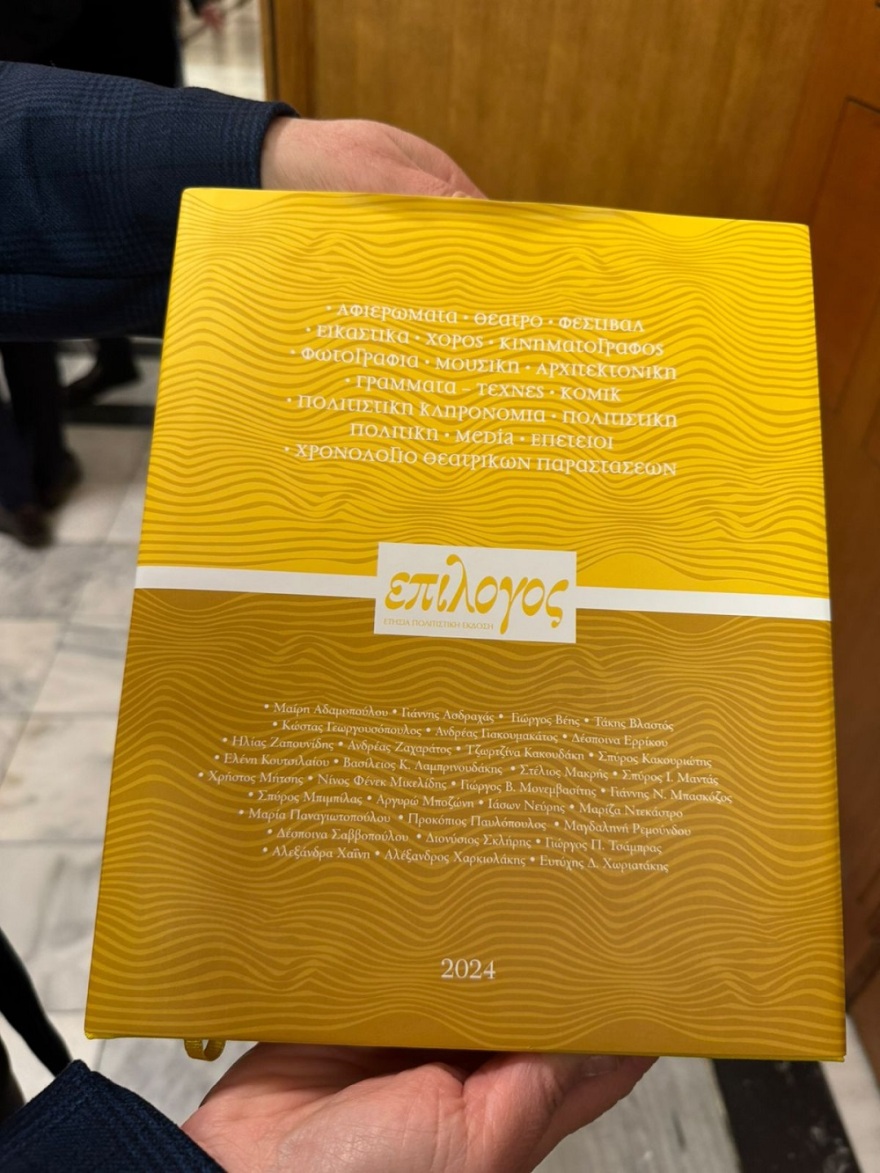 • ΑΦΙΕΡΩΜΑΤΑ • ΘΕΑΤΡΟ • ΦΕΣΤΙΒΑΛ
• ΕΙΚΑΣΤΙΚΑ • ΧΟΡΟΣ • ΚΙΝΗΜΑΤΟΓΡΑΦΟΣ
• ΦΩΤΟΓΡΑΦΙΑ • ΜΟΥΣΙΚΗ • ΑΡΧΙΤΕΚΤΟΝΙΚΗ
• ΓΡΑΜΜΑΤΑ – ΤΕΧΝΕΣ • ΚΟΜΙΚ
• ΠΟΛΙΤΙΣΤΙΚΗ ΚΛΗΡΟΝΟΜΙΑ • ΠΟΛΙΤΙΣΤΙΚΗ
ΠΟΛΙΤΙΚΗ • MEDIA • ΕΠΕΤΕΙΟΙ
• ΧΡΟΝΟΛΟΓΙΟ ΘΕΑΤΡΙΚΩΝ ΠΑΡΑΣΤΑΣΕΩΝ
επιλογος
ΕΤΗΣΙΑ ΠΟΛΙΤΙΣΤΙΚΗ ΕΚΔΟΣΗ
• Μαίρη Αδαμοπούλου • Γιάννης Ασδραχάς • Γιώργος Βέης • Τάκης Βλαστός
• Κώστας Γεωργουσόπουλος • Ανδρέας Γιακουμακάτος • Δέσποινα Ερρίκου
• Ηλίας Ζαπουνίδης • Ανδρέας Ζαχαράτος • Τζωρτζίνα Κακουδάκη • Σπύρος Κακουριώτης
• Ελένη Κουτσιλαίου • Βασίλειος Κ. Λαμπρινουδάκης • Στέλιος Μακρής • Σπύρος Ι. Μαντάς
• Χρήστος Μήτσης • Νίνος Φένεκ Μικελίδης • Γιώργος Β. Μονεμβασίτης • Γιάννης Ν. Μπασκόζος
• Σπύρος Μπιμπίλας • Αργυρώ Μποζώνη • Ιάσων Νεύρης • Μαρίζα Ντεκάστρο
• Μαρία Παναγιωτοπούλου • Προκόπιος Παυλόπουλος • Μαγδαληνή Ρεμούνδου
• Δέσποινα Σαββοπούλου • Διονύσιος Σκλήρης • Γιώργος Π. Τσάμπρας
• Αλεξάνδρα Χαΐνη • Αλέξανδρος Χαρκιολάκης • Ευτύχης Δ. Χωριατάκης
2024